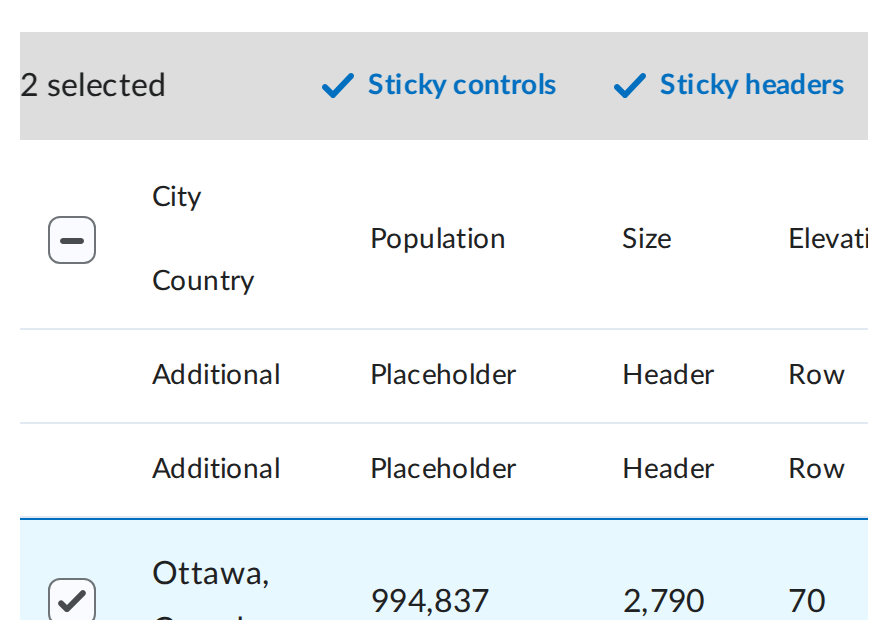 2 selected Sticky controls Sticky headers
City
Population Size Elevati
Country
Additional Placeholder Header Row
Additional Placeholder Header Row
Ottawa,
994,837 2,790 70